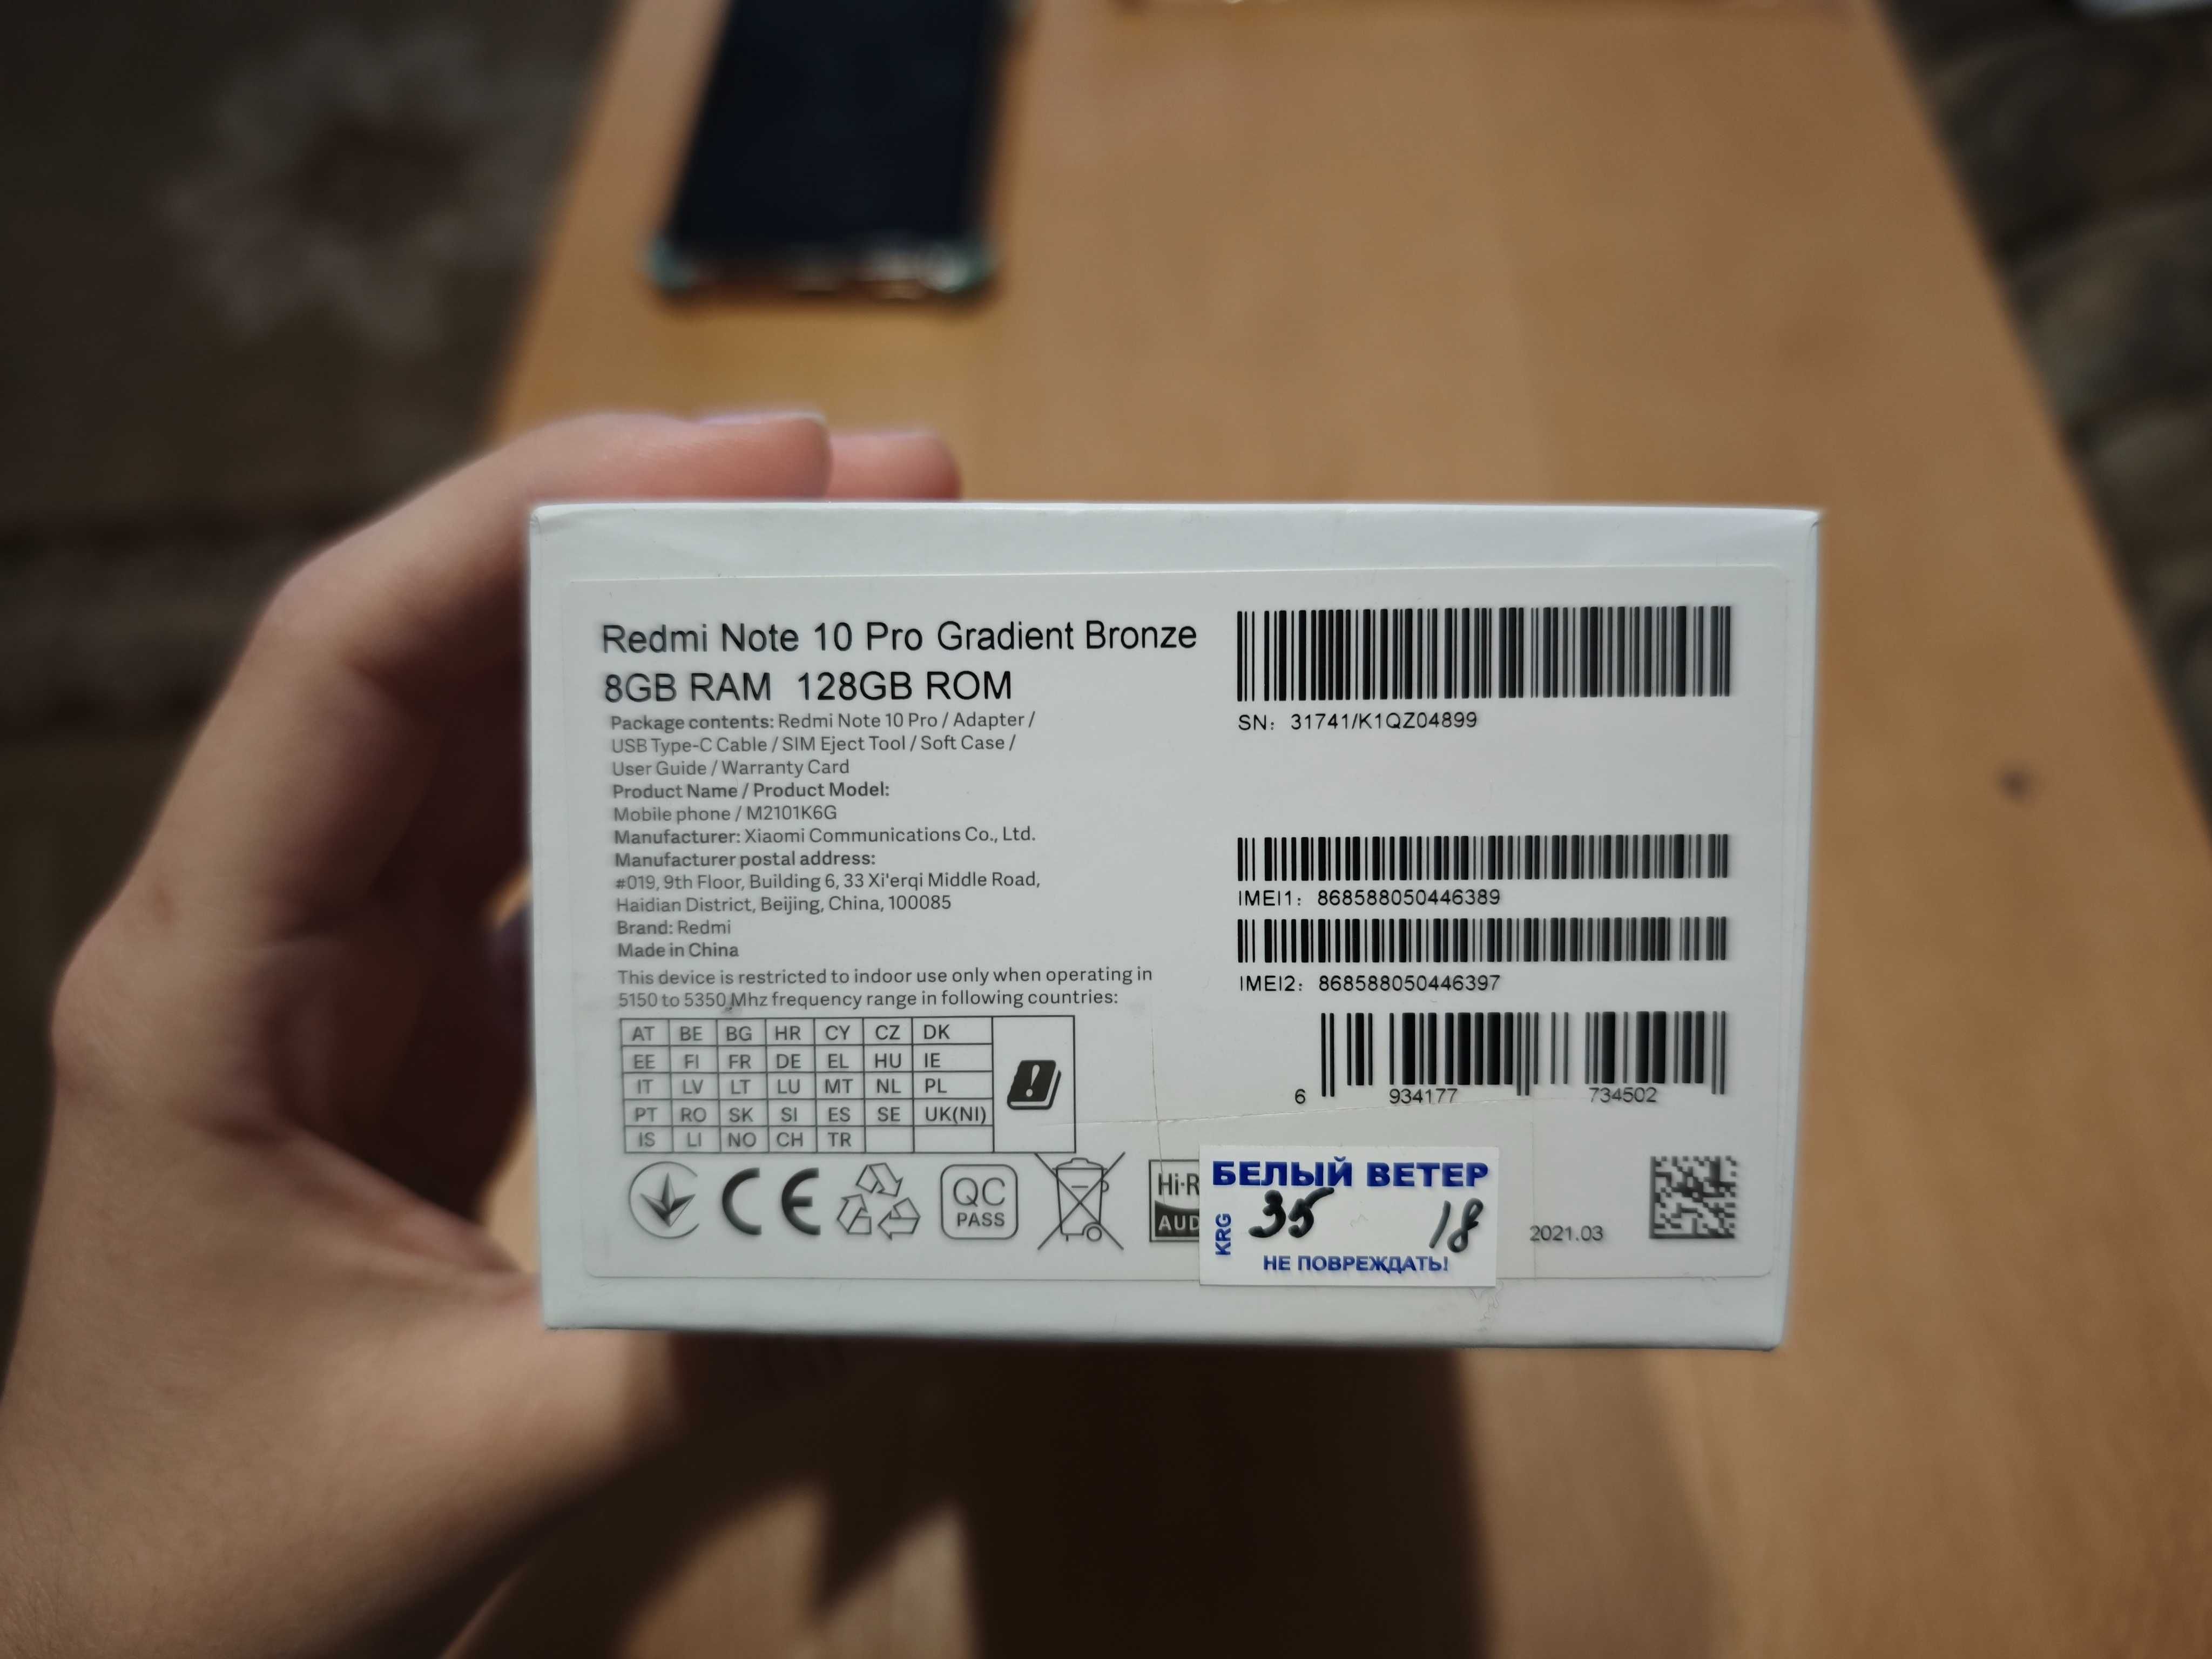 Redmi Note 10 Pro Gradient Bronze
8GB RAM 128GB ROM
Package contents: Redmi Note 10 Pro / Adapter /
USB Type-C Cable / SIM Eject Tool / Soft Case /
User Guide / Warranty Card
Product Name / Product Model:
Mobile phone / M2101K6G
Manufacturer: Xiaomi Communications Co., Ltd.
Manufacturer postal address:
#019, 9th Floor, Building 6, 33 Xi'erqi Middle Road,
Haidian District, Beijing, China, 100085
Brand: Redmi
Made in China
This device is restricted to indoor use only when operating in
5150 to 5350 Mhz frequency range in following countries:
AT BE BG HR CY CZ DK
EE FI FR DE EL HU IE
IT LV LT LU MT NL PL
PT RO SK SI ES SE UK(NI)
IS LI NO CH TR
CE
QC
PASS
Hi-R
AUD
SN: 31741/K1QZ04899
IMEI1: 868588050446389
IMEI2: 868588050446397
6 934177 734502
БЕЛЫЙ ВЕТЕР
KRG 35 18
НЕ ПОВРЕЖДАТЬ!
2021.03